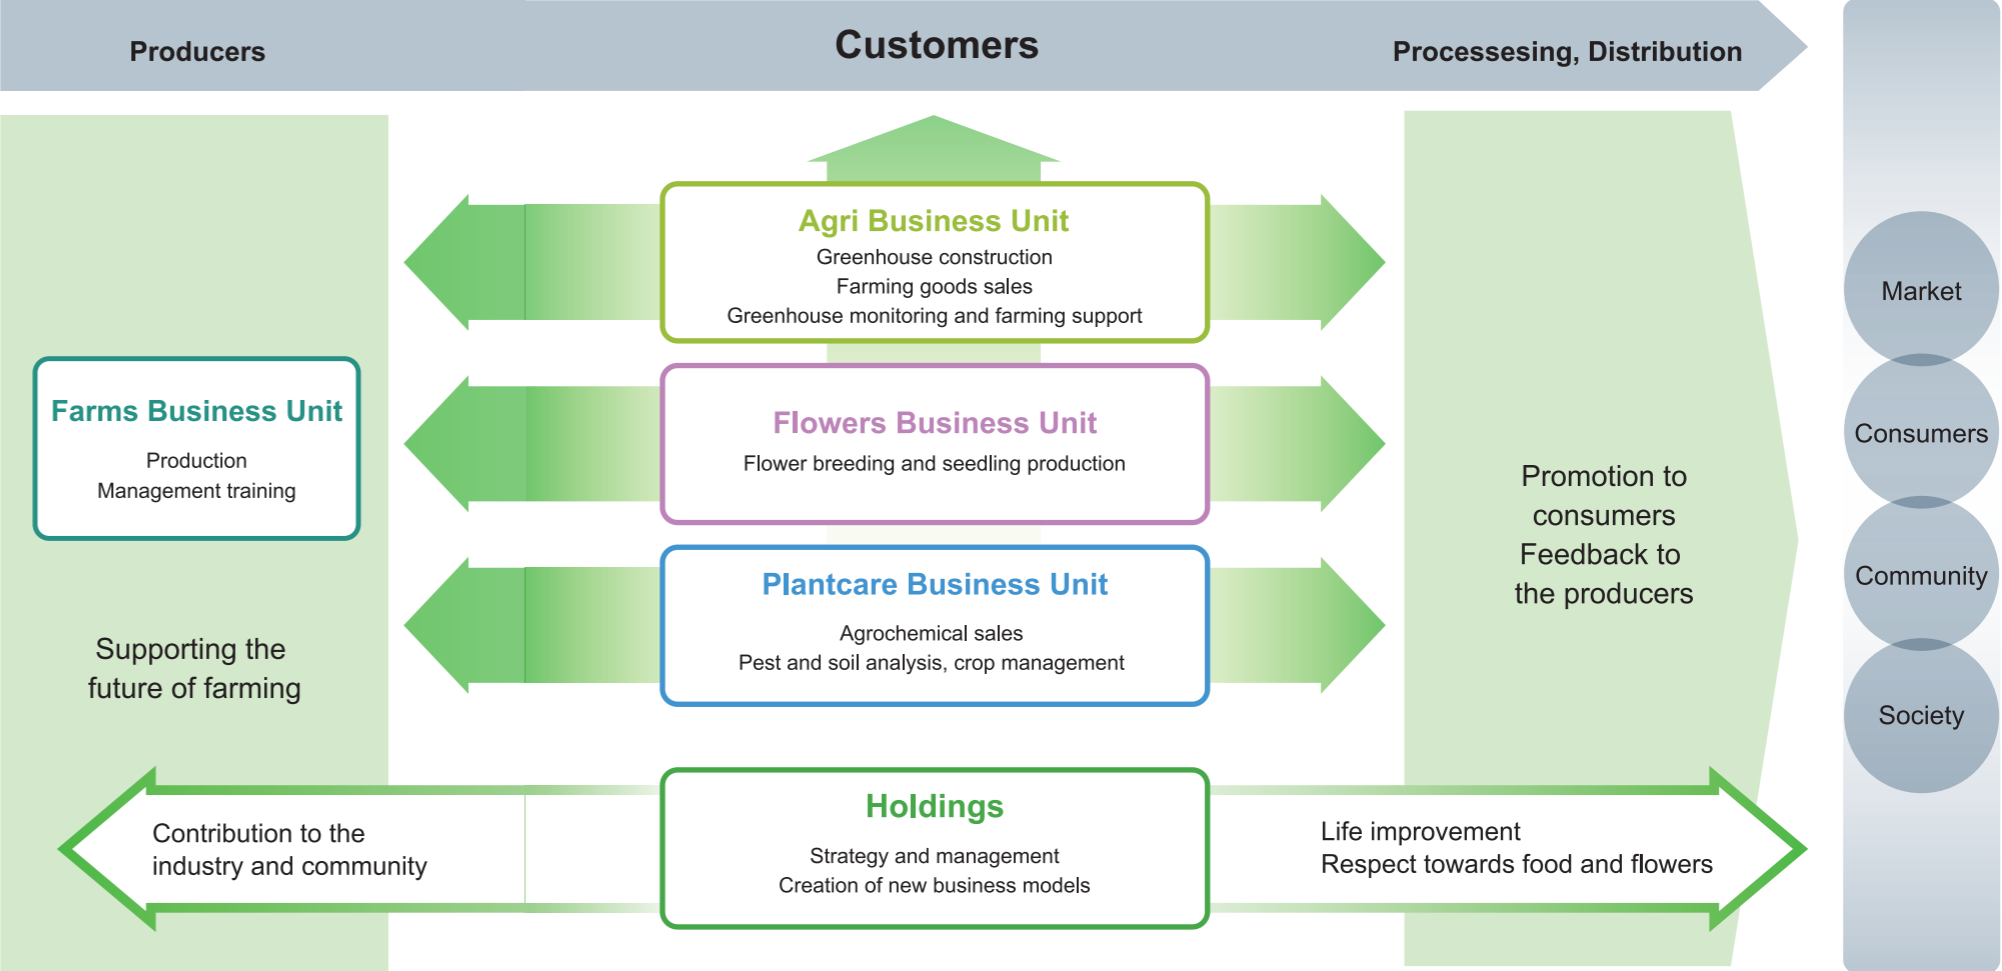 Producers
Customers
Processesing, Distribution
Agri Business Unit
Greenhouse construction
Farming goods sales
Greenhouse monitoring and farming support
Farms Business Unit
Production
Management training
Flowers Business Unit
Flower breeding and seedling production
Plantcare Business Unit
Agrochemical sales
Pest and soil analysis, crop management
Supporting the
future of farming
Promotion to
consumers
Feedback to
the producers
Holdings
Strategy and management
Creation of new business models
Contribution to the
industry and community
Life improvement
Respect towards food and flowers
Market
Consumers
Community
Society